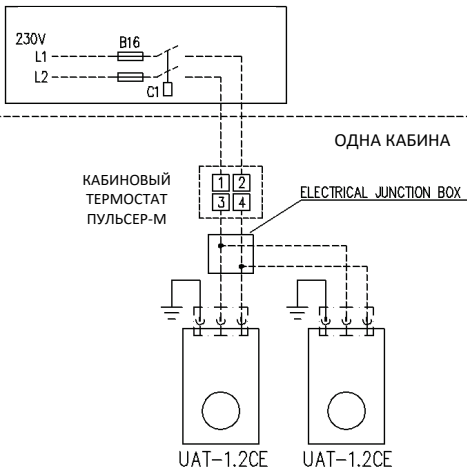 230V
B16
L1
L2
C1
ОДНА КАБИНА
КАБИНОВЫЙ
ТЕРМОСТАТ
ПУЛЬСЕР-М
1 2
3 4
ELECTRICAL JUNCTION BOX
UAT-1.2CE UAT-1.2CE